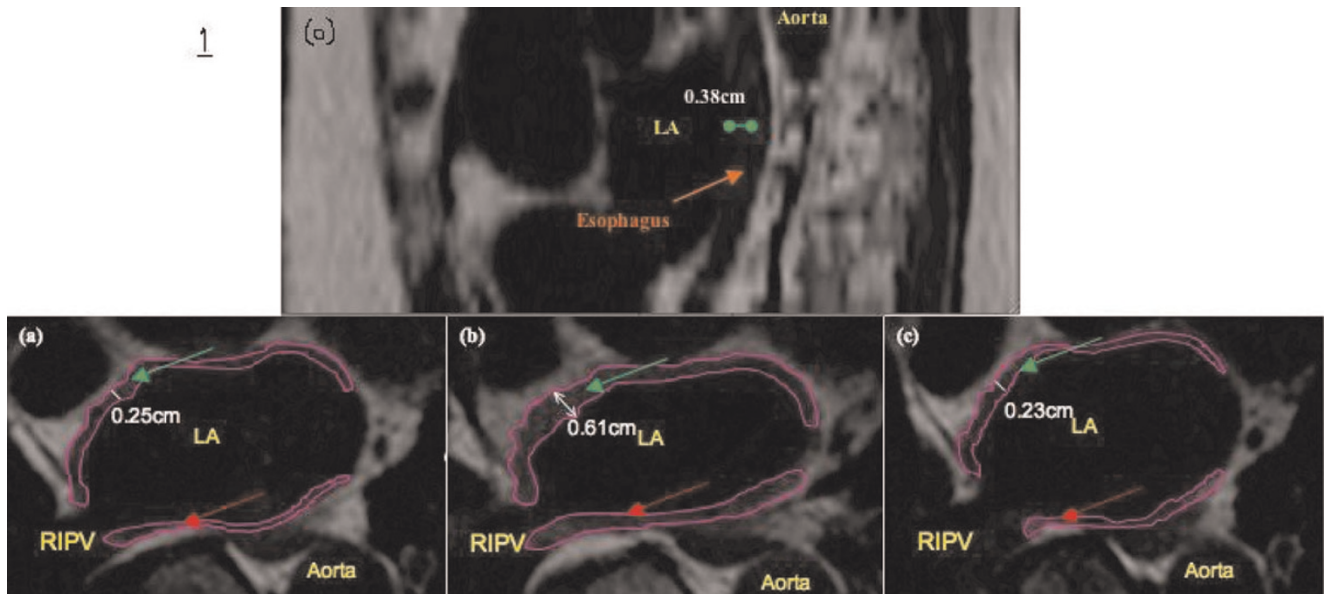 1
(o)
Aorta
0.38cm
LA
Esophagus
(a)
0.25cm
LA
RIPV
Aorta
(b)
0.61cm
LA
RIPV
Aorta
(c)
0.23cm
LA
RIPV
Aorta